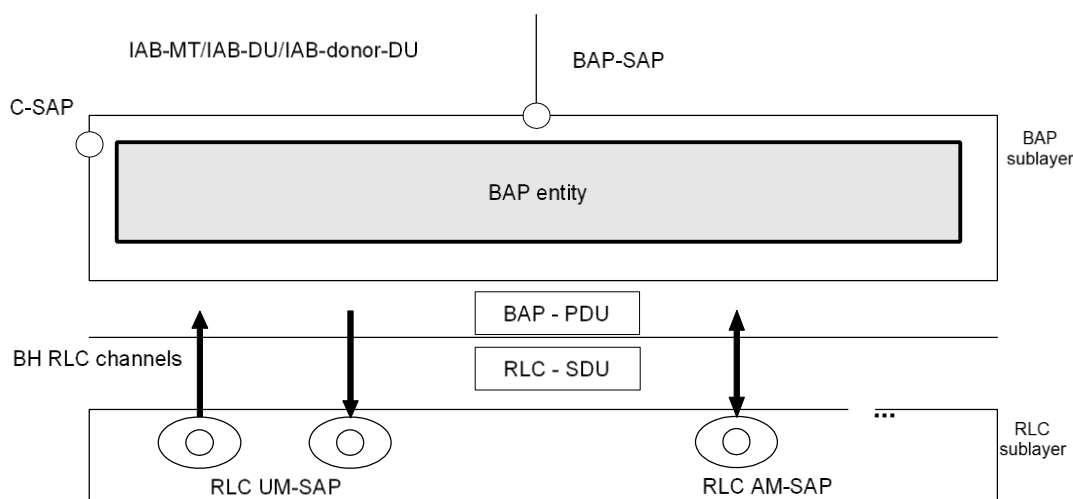 IAB-MT/IAB-DU/IAB-donor-DU
BAP-SAP
C-SAP
BAP
sublayer
BAP entity
BAP - PDU
BH RLC channels
RLC - SDU
...
RLC
sublayer
RLC UM-SAP
RLC AM-SAP